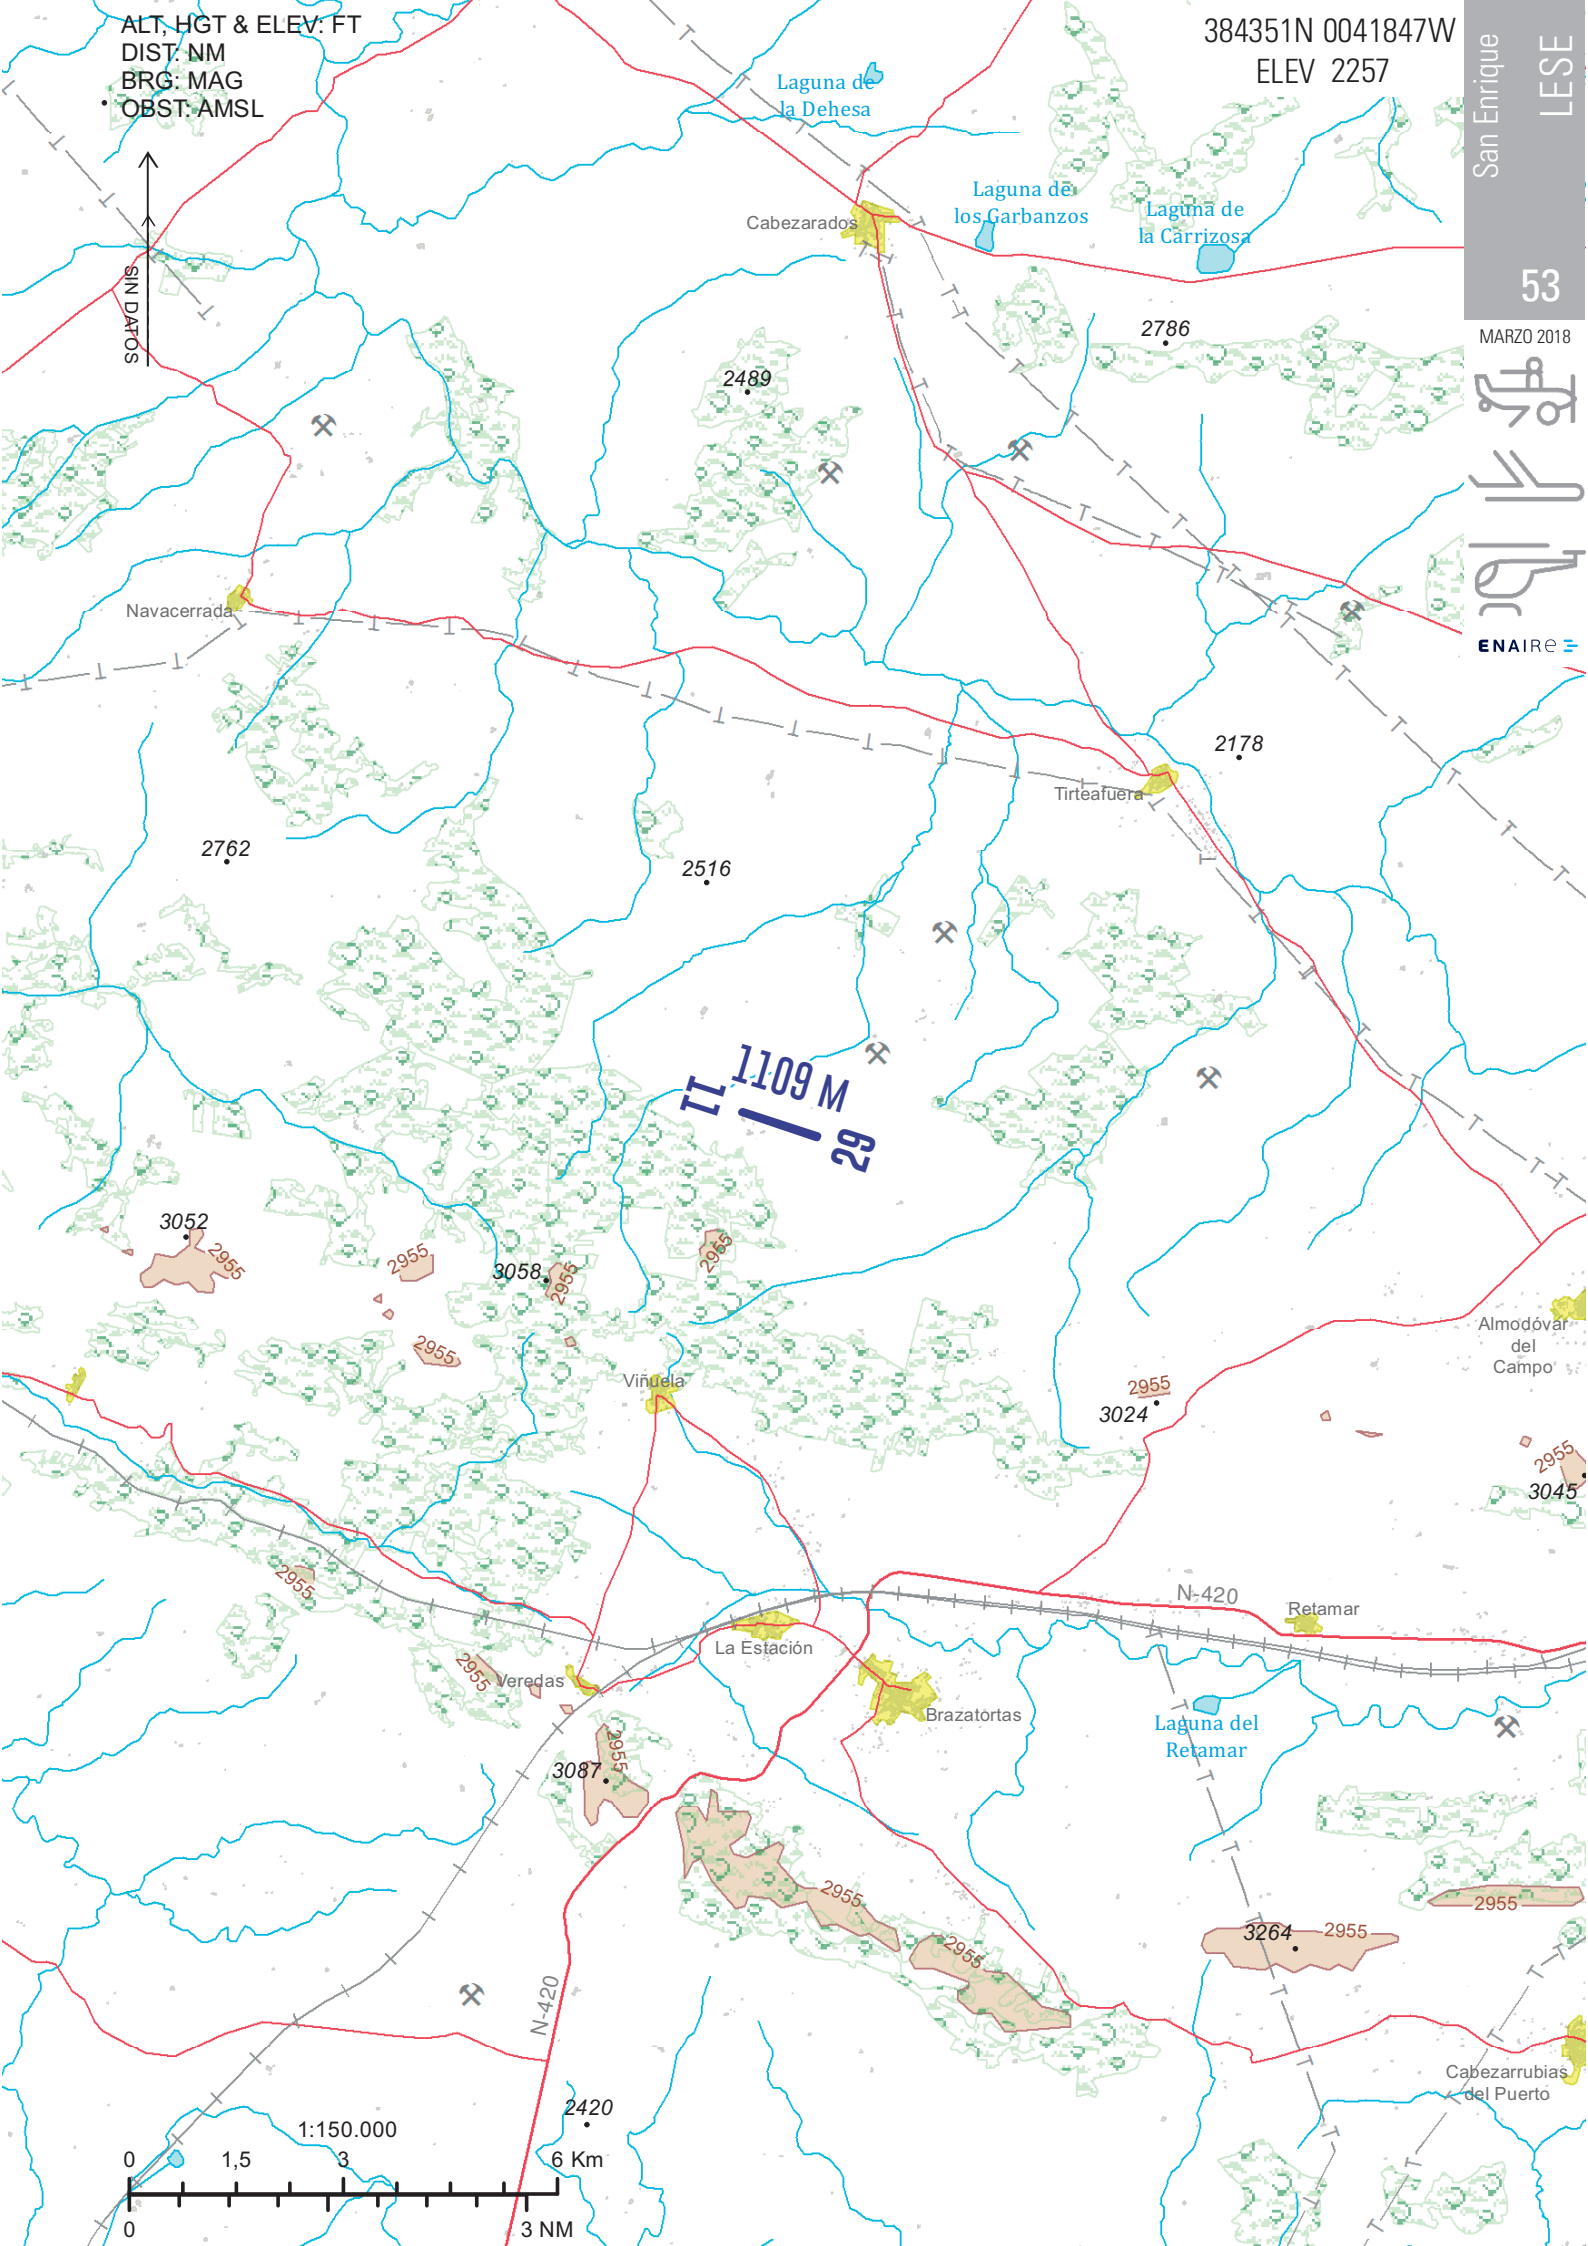 ALT, HGT & ELEV: FT
DIST: NM
BRG: MAG
OBST: AMSL
384351N 0041847W
ELEV 2257
San Enrique
LESE
53
MARZO 2018
ENAIRE
SIN DATOS
Laguna de
la Dehesa
Cabezarados
Laguna de
los Garbanzos
Laguna de
la Carrizosa
2786
2489
Navacerrada
2178
Tirteafuera
2762
2516
11
1109 M
29
3052
2955
2955
3058
2955
2955
2955
Viñuela
Almodóvar
del
Campo
2955
3024
2955
3045
2955
N-420
Retamar
La Estación
2955
Veredas
Brazatortas
Laguna del
Retamar
2955
3087
2955
2955
2955
3264
2955
N-420
Cabezarrubias
del Puerto
2420
1:150.000
0
1,5
3
6 Km
0
3 NM